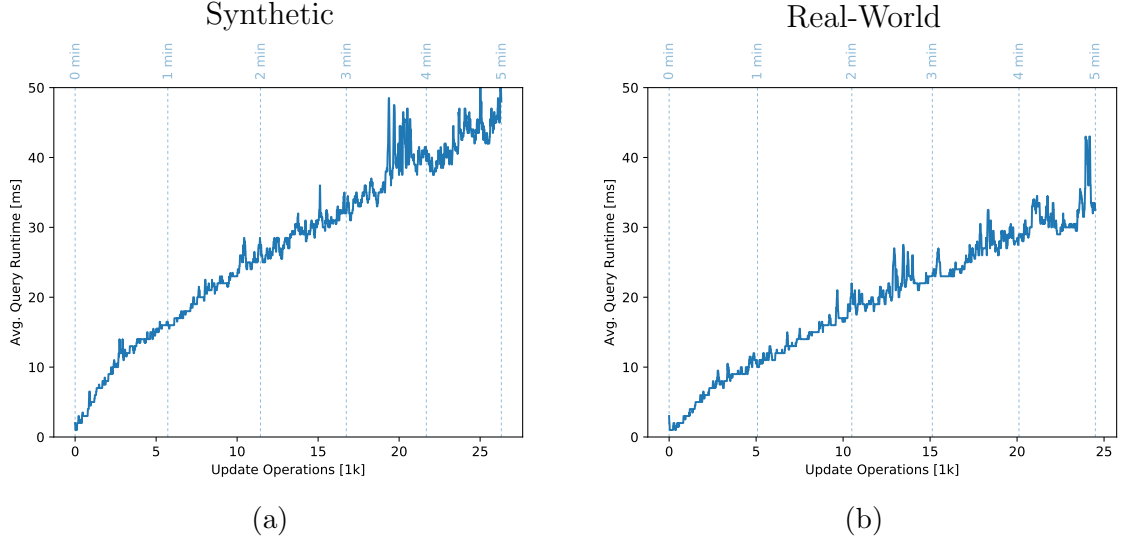 Synthetic
0 min 1 min 2 min 3 min 4 min 5 min
50
40
30
20
10
0
Avg. Query Runtime [ms]
0 5 10 15 20 25
Update Operations [1k]
(a)
Real-World
0 min 1 min 2 min 3 min 4 min 5 min
50
40
30
20
10
0
Avg. Query Runtime [ms]
0 5 10 15 20 25
Update Operations [1k]
(b)